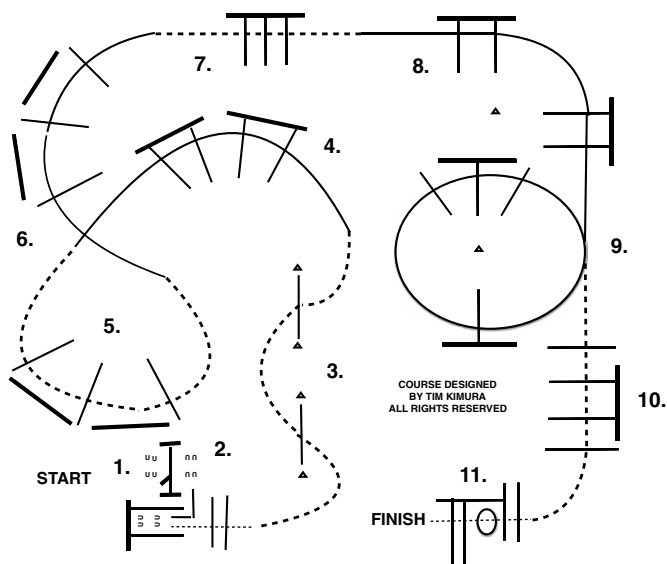 7.
8.
4.
6.
9.
5.
3.
COURSE DESIGNED
BY TIM KIMURA
ALL RIGHTS RESERVED
10.
2.
1.
START
11.
FINISH